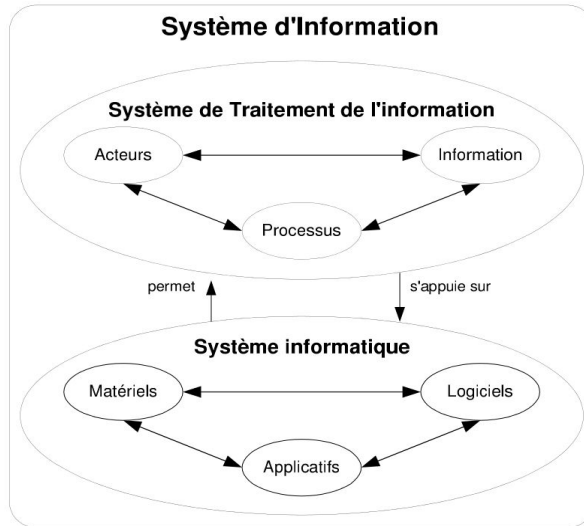 Système d'Information
Système de Traitement de l'information
Acteurs
Information
Processus
permet
s'appuie sur
Système informatique
Matériels
Logiciels
Applicatifs